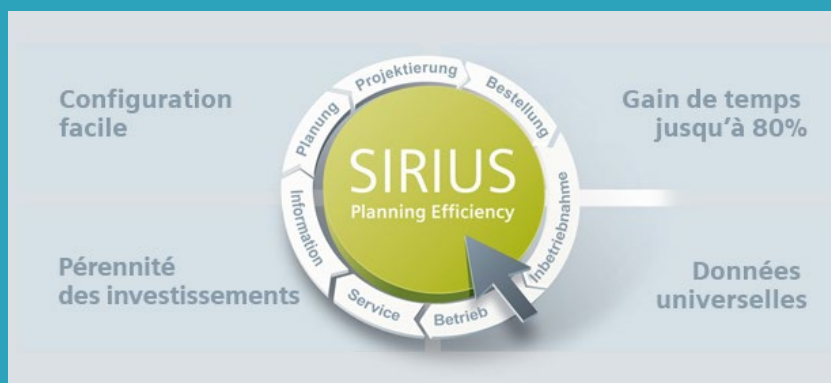 Configuration
facile
Gain de temps
jusqu'à 80%
Information
Planung
Projektierung
Bestellung
Inbetriebnahme
Betrieb
Service
SIRIUS
Planning Efficiency
Pérennité
des investissements
Données
universelles